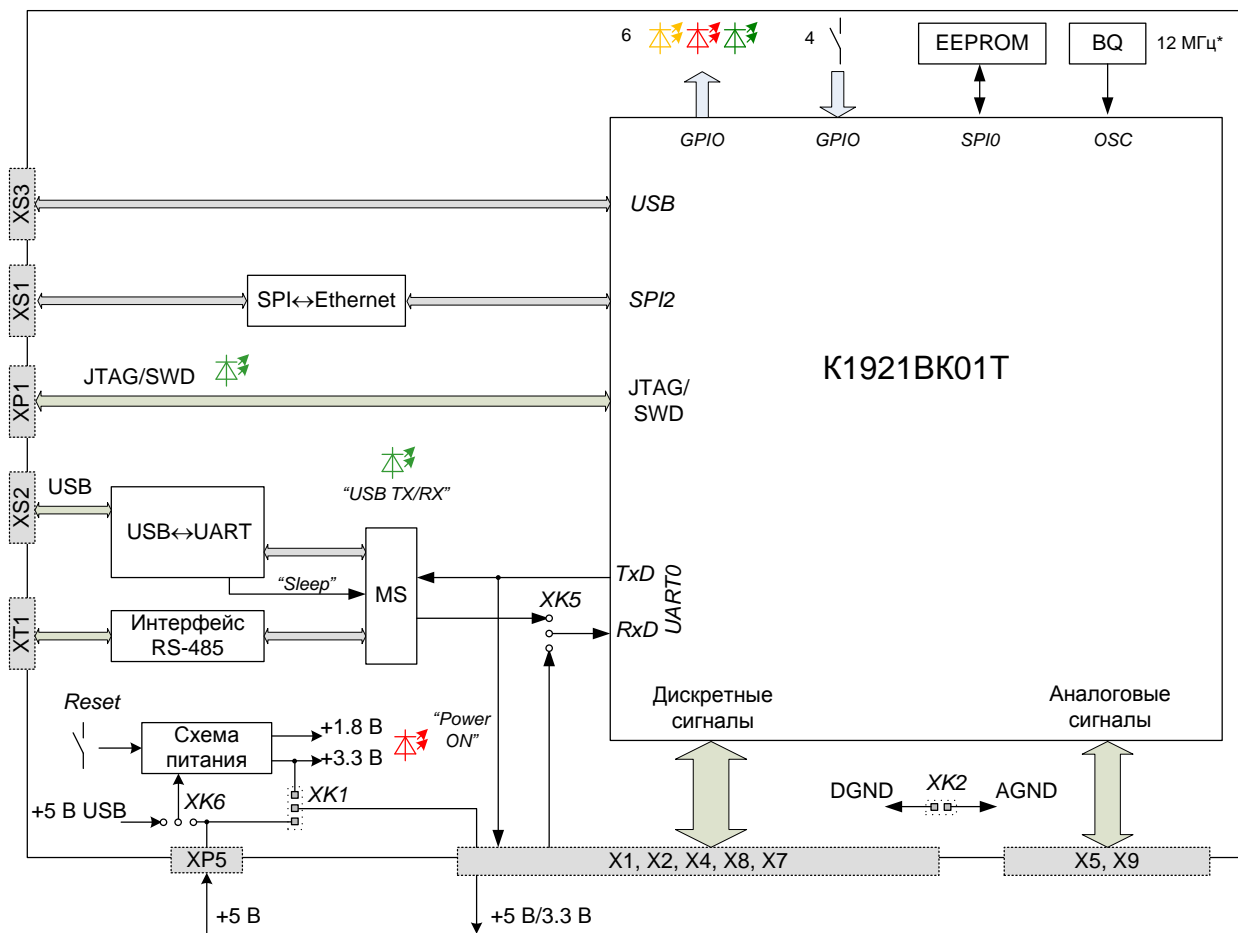 6
4
EEPROM
BQ
12 МГц*
GPIO
GPIO
SPI0
OSC
XS3
USB
XS1
SPI↔Ethernet
SPI2
К1921ВК01Т
XP1
JTAG/SWD
JTAG/
SWD
“USB TX/RX”
XS2
USB
USB↔UART
“Sleep”
MS
TxD
UART0
XK5
RxD
XT1
Интерфейс
RS-485
Reset
Схема
питания
+1.8 В
+3.3 В
“Power
ON”
Дискретные
сигналы
Аналоговые
сигналы
XK6
XK1
+5 В USB
DGND
XK2
AGND
XP5
X1, X2, X4, X8, X7
X5, X9
+5 В
+5 В/3.3 В